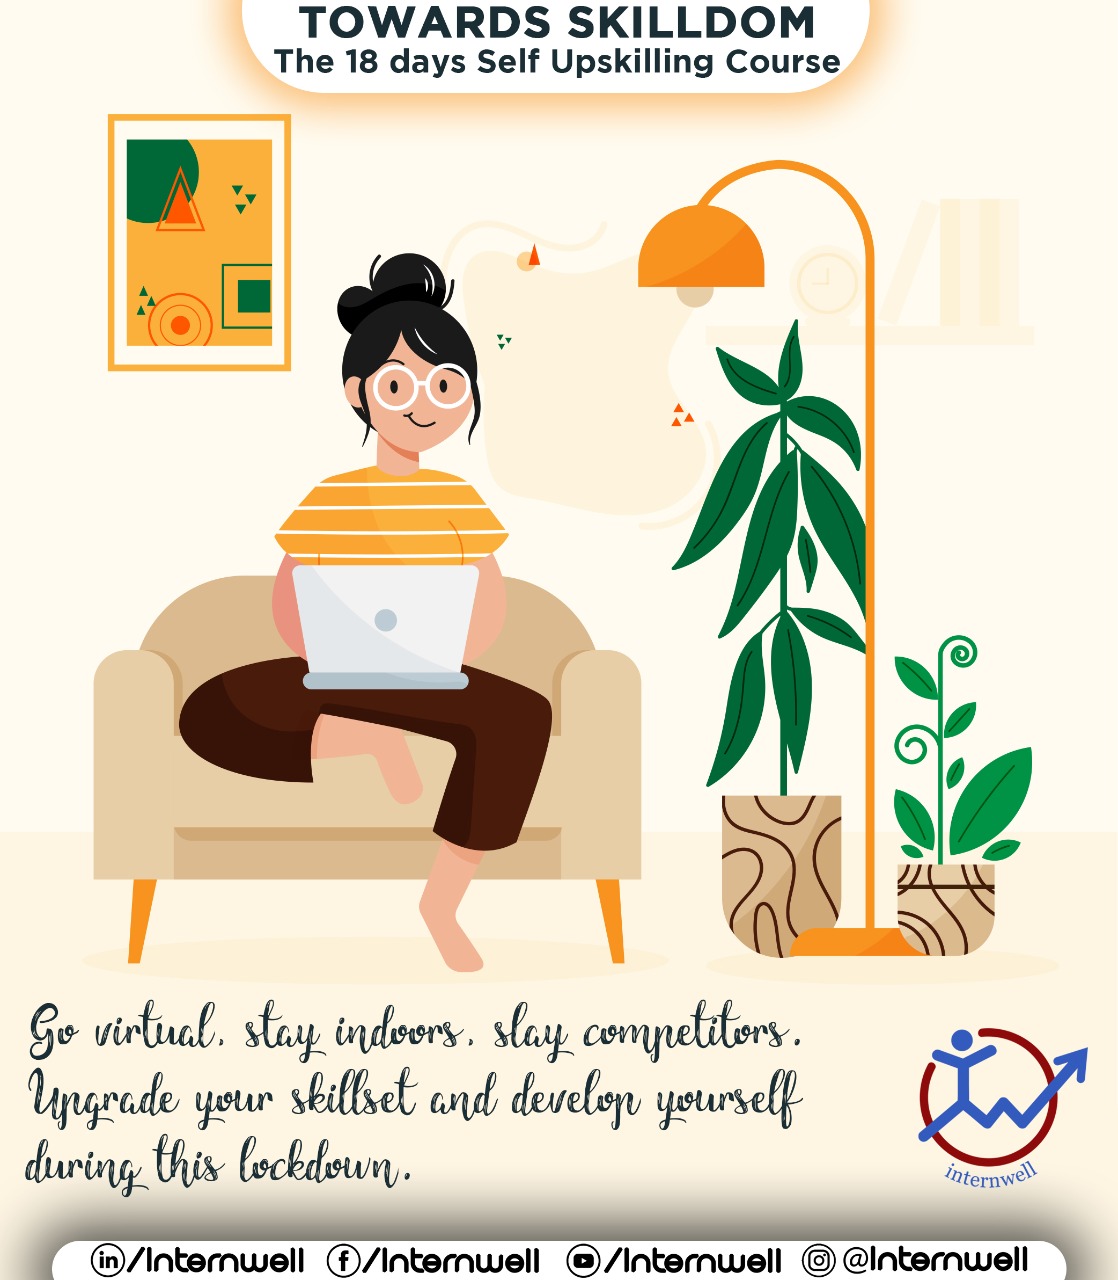 TOWARDS SKILLDOM
The 18 days Self Upskilling Course
Go virtual, stay indoors, slay competitors.
Upgrade your skillset and develop yourself
during this lockdown.
internwell
in/Internwell f/Internwell /Internwell @Internwell